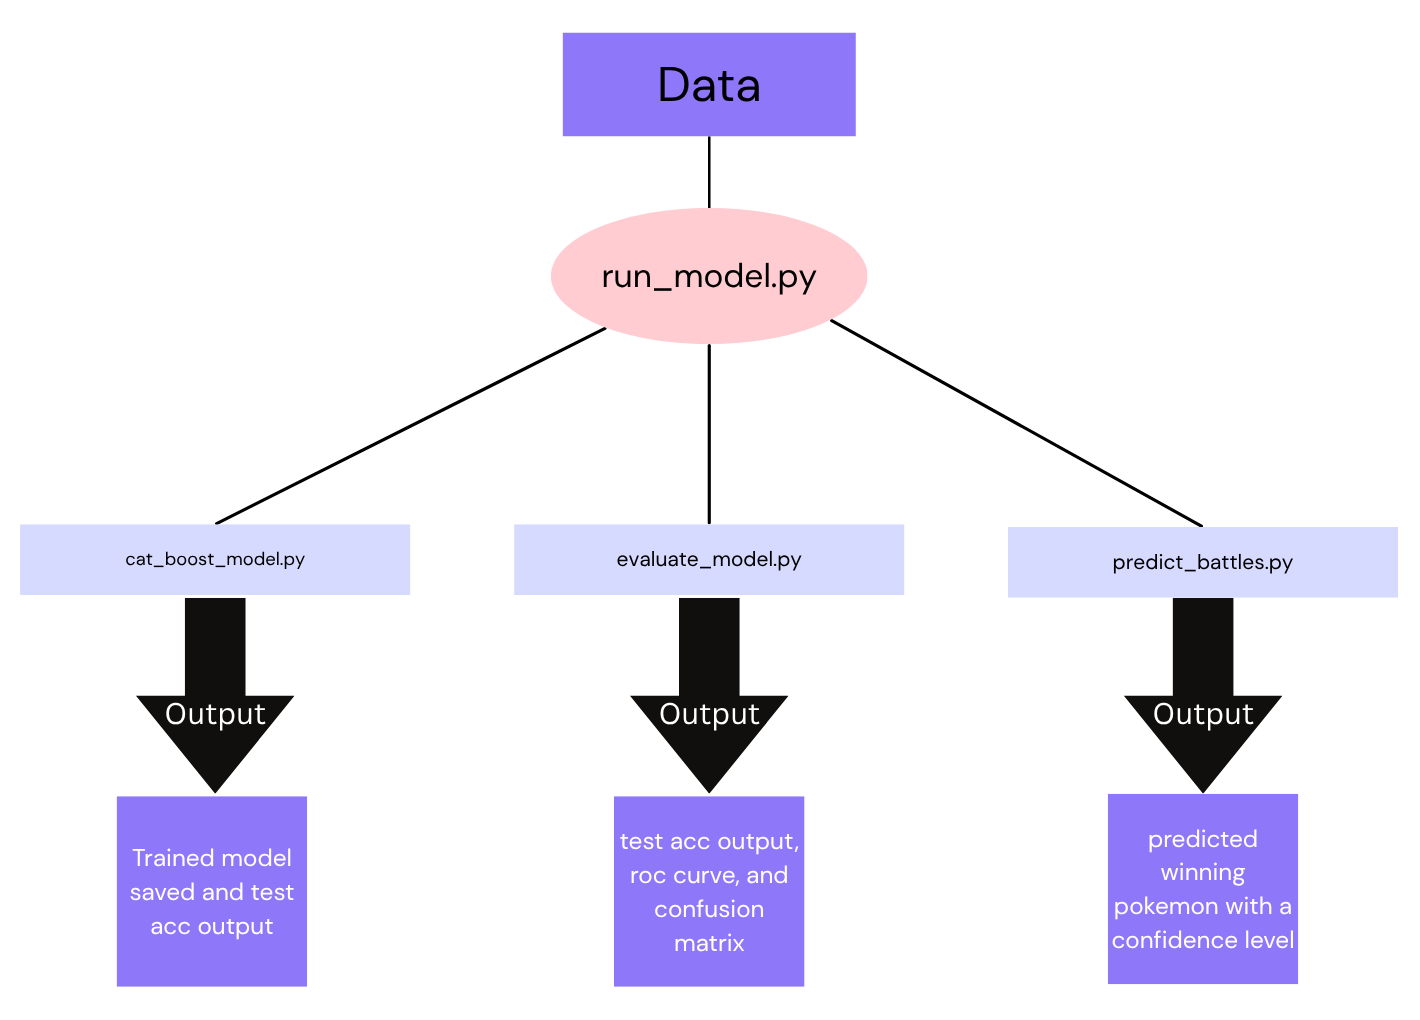 Data
run_model.py
cat_boost_model.py
evaluate_model.py
predict_battles.py
Output
Output
Output
Trained model
saved and test
acc output
test acc output,
roc curve, and
confusion
matrix
predicted
winning
pokemon with a
confidence level